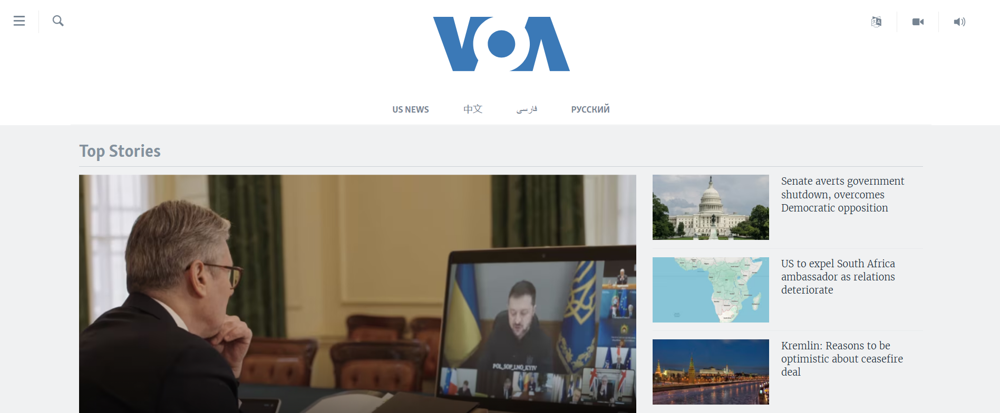 VOA
US NEWS
中文
فارسی
РУССКИЙ
Top Stories
Senate averts government
shutdown, overcomes
Democratic opposition
US to expel South Africa
ambassador as relations
deteriorate
Kremlin: Reasons to be
optimistic about ceasefire
deal
POL_SOF_LNO_KYIV